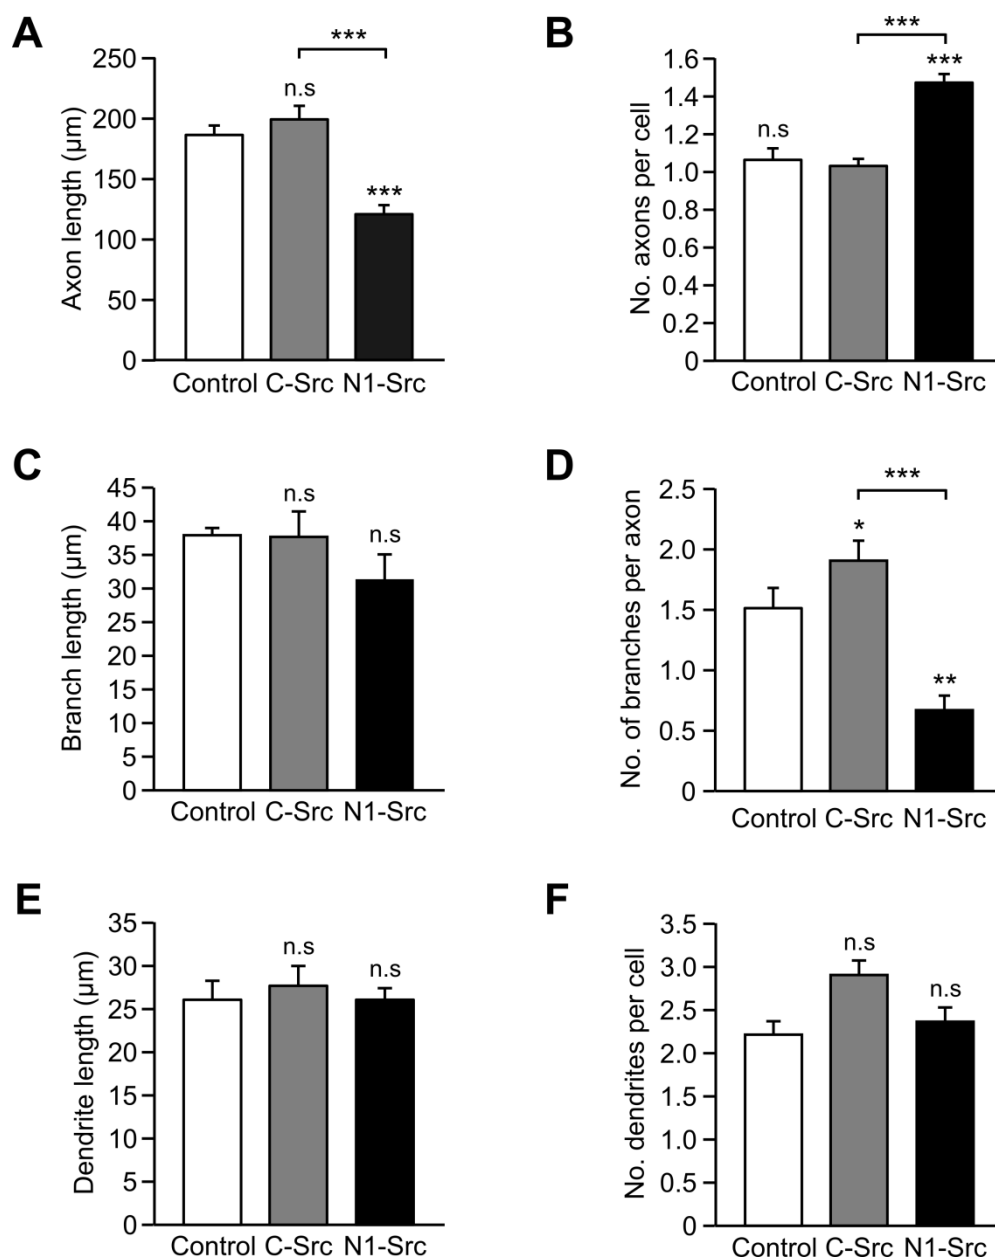 A
***
Axon length (µm)
250
200
150
100
50
0
n.s
***
Control C-Src N1-Src
B
***
No. axons per cell
1.6
1.4
1.2
1.0
0.8
0.6
0.4
0.2
0
n.s
***
Control C-Src N1-Src
C
Branch length (µm)
45
40
35
30
25
20
15
10
5
0
n.s
n.s
Control C-Src N1-Src
D
***
No. of branches per axon
2.5
2.0
1.5
1.0
0.5
0
*
**
Control C-Src N1-Src
E
Dendrite length (µm)
35
30
25
20
15
10
5
0
n.s
n.s
Control C-Src N1-Src
F
No. dendrites per cell
3.5
3.0
2.5
2.0
1.5
1.0
0.5
0
n.s
n.s
Control C-Src N1-Src